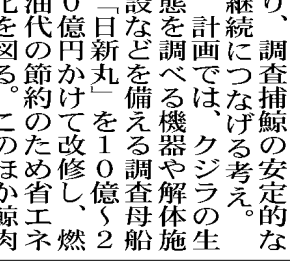 り、調査捕鯨の安定的な
継続につなげる考え。
計画では、クジラの生
態を調べる機器や解体施
設などを備える調査母船
「日新丸」を１０億～２
０億円かけて改修し、燃
油代の節約のため省エネ
化を図る。このほか鯨肉